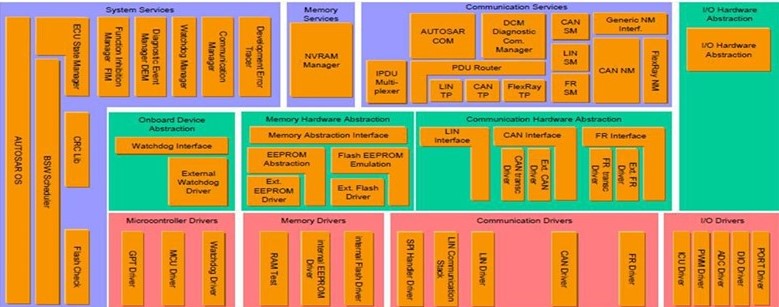 System Services
AUTOSAR OS
BSW Scheduler
ECU State Manager
CRC Lib
Flash Check
Function Inhibition
Manager FIM
Diagnostic Event
Manager DEM
Watchdog Manager
Communication
Manager
Development Error
Tracer
Memory
Services
NVRAM
Manager
Communication Services
IPDU
Multi-
plexer
AUTOSAR
COM
DCM
Diagnostic
Com.
Manager
PDU Router
LIN
TP
CAN
TP
FlexRay
TP
CAN
SM
LIN
SM
FR
SM
Generic NM
Interf.
CAN NM
FlexRay NM
I/O Hardware
Abstraction
I/O Hardware
Abstraction
Onboard Device
Abstraction
Watchdog Interface
External
Watchdog
Driver
Memory Hardware Abstraction
Memory Abstraction Interface
EEPROM
Abstraction
Flash EEPROM
Emulation
Ext.
EEPROM
Driver
Ext.
Flash Driver
Communication Hardware Abstraction
LIN
Interface
CAN Interface
CAN transc.
Driver
Ext. CAN
Driver
FR Interface
FR transc
Driver
Ext. FR
Driver
Microcontroller Drivers
GPT Driver
MCU Driver
Watchdog Driver
Memory Drivers
RAM Test
internal EEPROM
Driver
internal Flash Driver
Communication Drivers
SPI Handler Driver
LIN Communication
Stack
LIN Driver
CAN Driver
FR Driver
I/O Drivers
ICU Driver
PWM Driver
ADC Driver
DIO Driver
PORT Driver